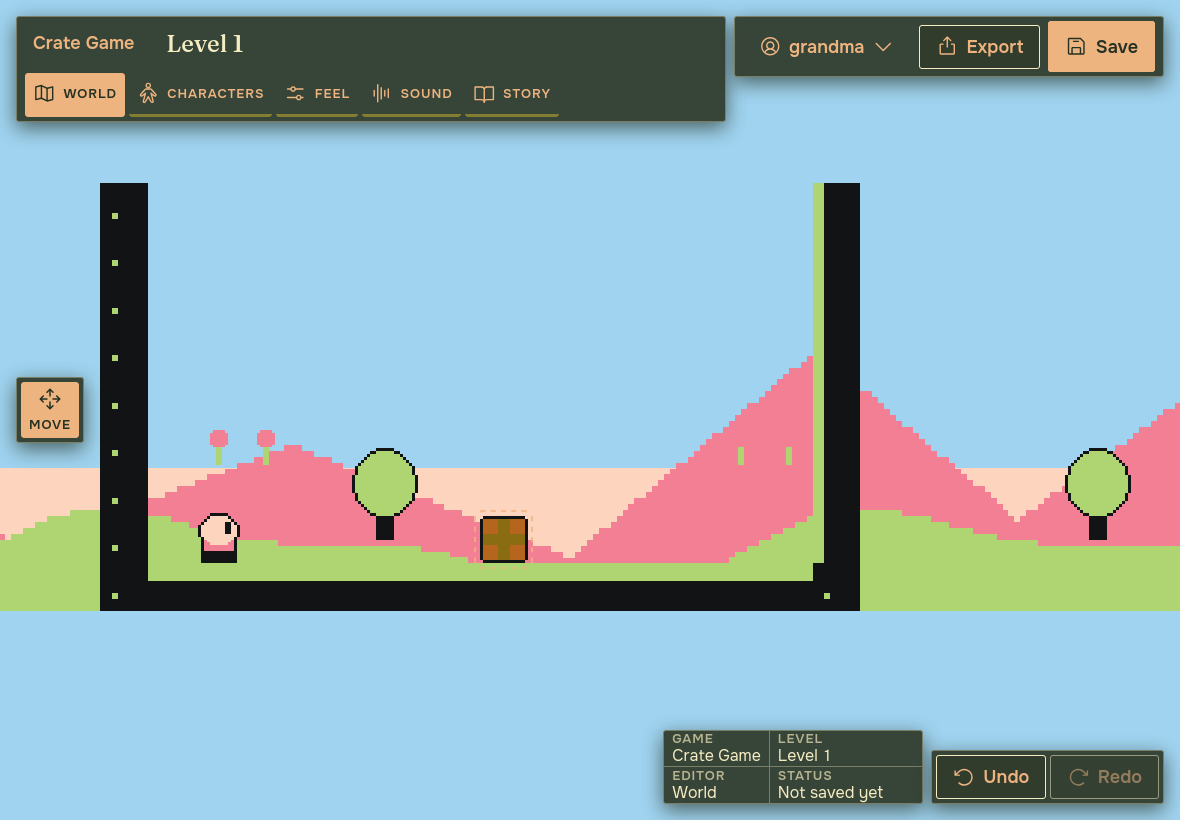 Crate Game
Level 1
WORLD
CHARACTERS
FEEL
SOUND
STORY
grandma
Export
Save
MOVE
GAME
Crate Game
LEVEL
Level 1
EDITOR
World
STATUS
Not saved yet
Undo
Redo